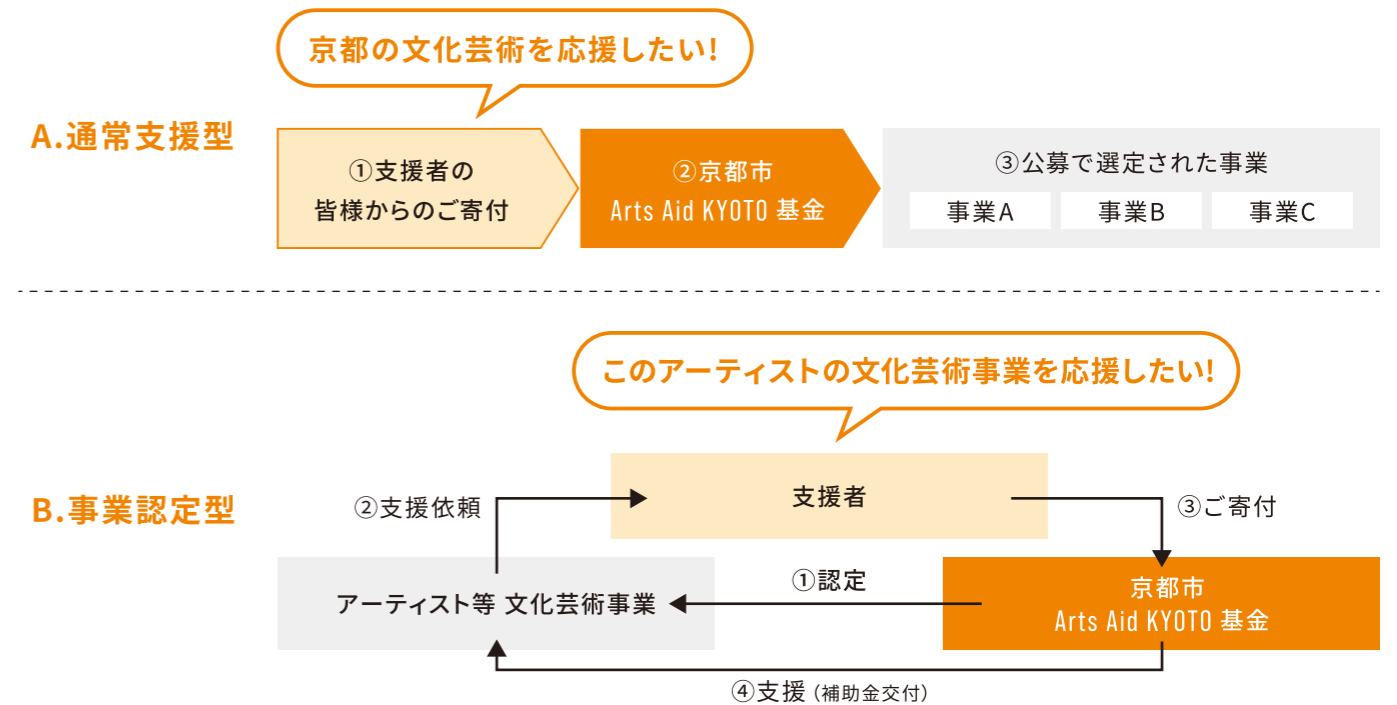 京都の文化芸術を応援したい!
A.通常支援型
①支援者の
皆様からのご寄付
②京都市
Arts Aid KYOTO 基金
③公募で選定された事業
事業A
事業B
事業C
このアーティストの文化芸術事業を応援したい!
B.事業認定型
②支援依頼
支援者
③ご寄付
アーティスト等 文化芸術事業
①認定
京都市
Arts Aid KYOTO 基金
④支援（補助金交付）